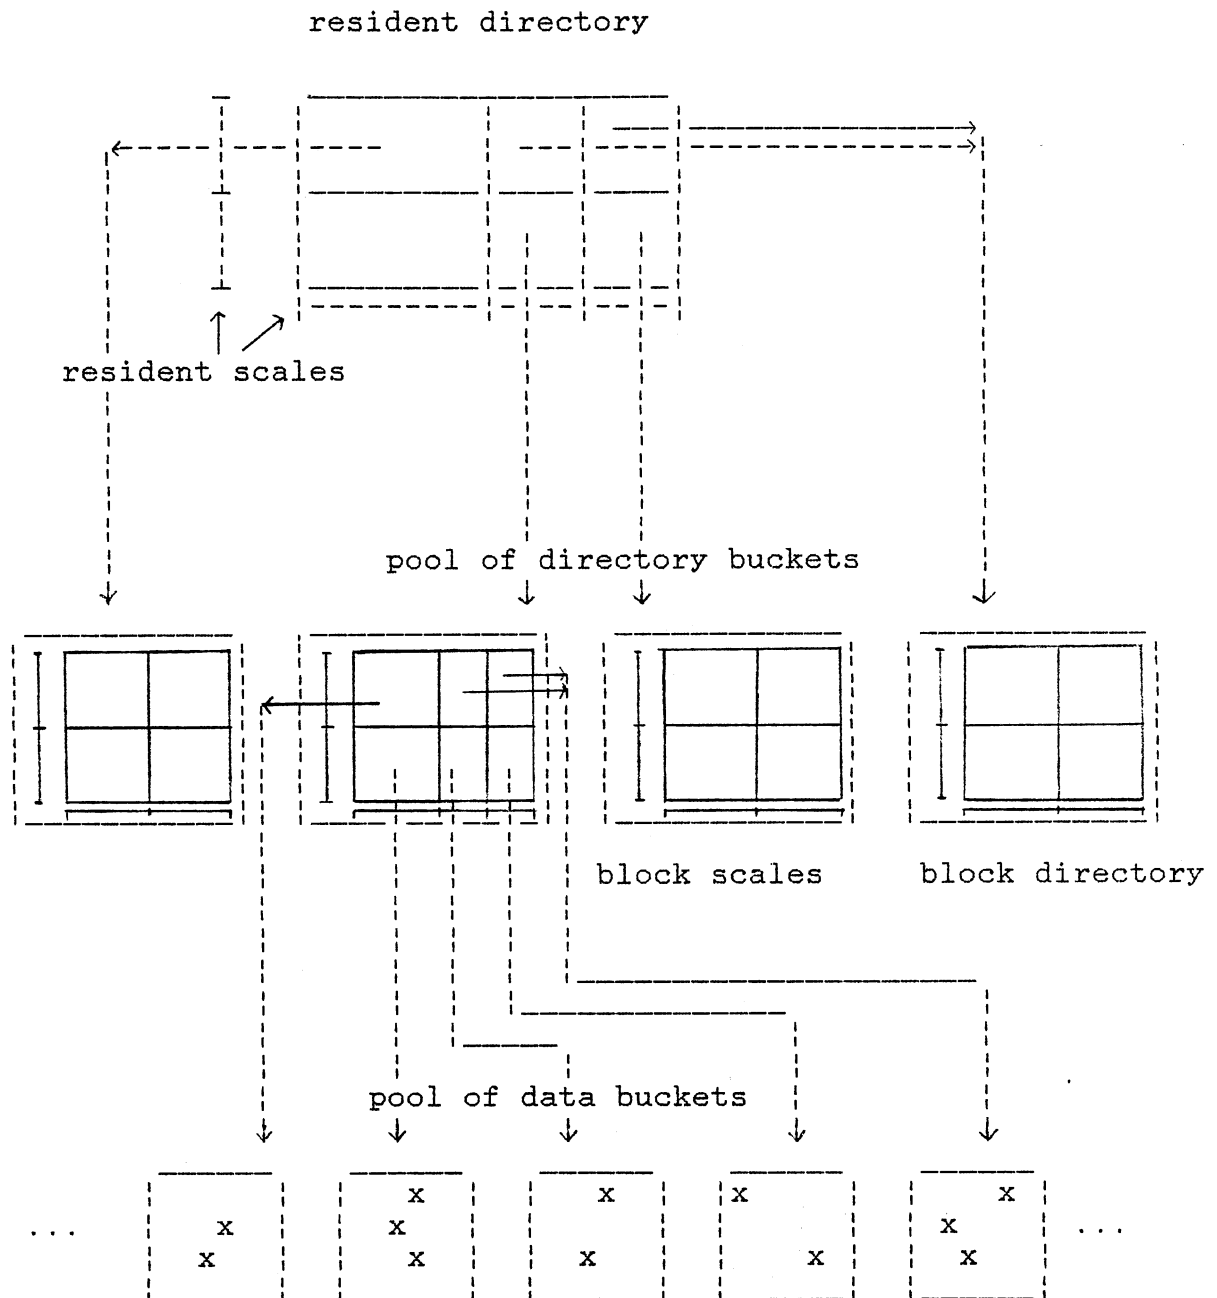 resident directory
resident scales
pool of directory buckets
block scales
block directory
pool of data buckets
x x x x
x x x
... x x x x x ...